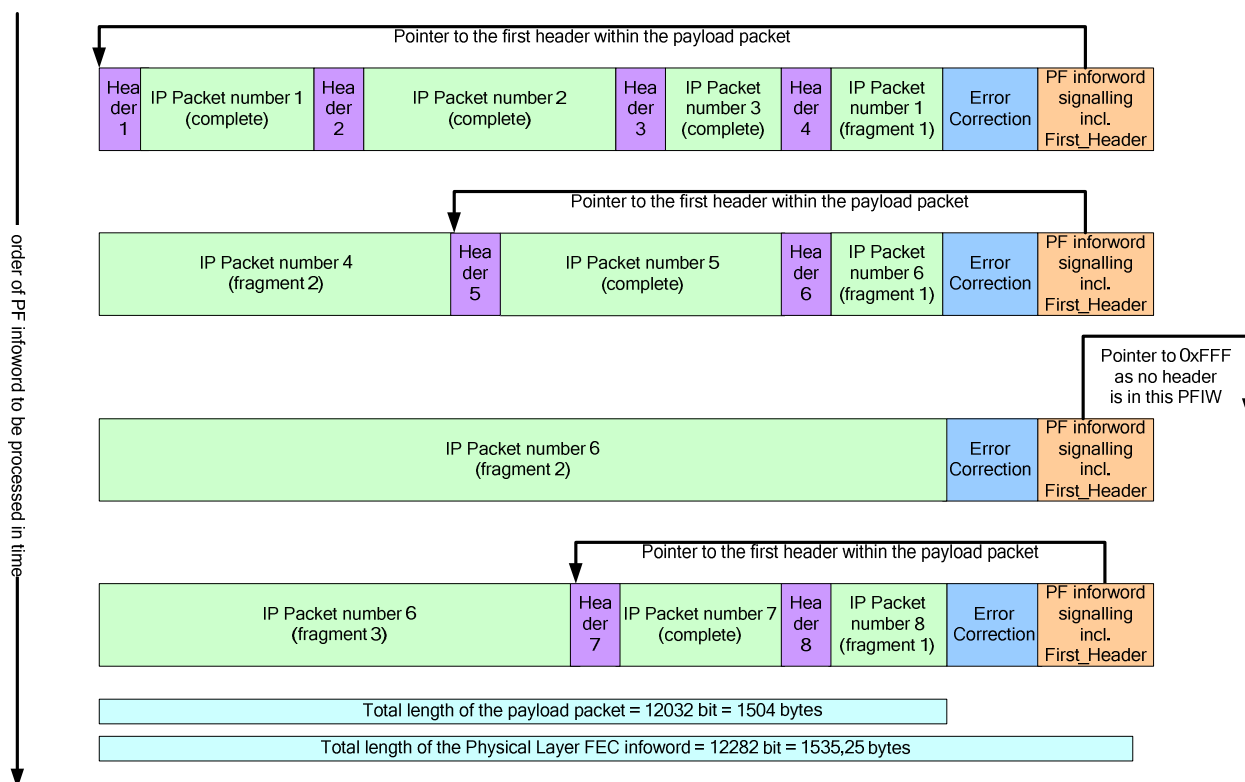 Pointer to the first header within the payload packet
Hea
der
1
IP Packet number 1
(complete)
Hea
der
2
IP Packet number 2
(complete)
Hea
der
3
IP Packet
number 3
(complete)
Hea
der
4
IP Packet
number 1
(fragment 1)
Error
Correction
PF inforword
signalling
incl.
First_Header
Pointer to the first header within the payload packet
IP Packet number 4
(fragment 2)
Hea
der
5
IP Packet number 5
(complete)
Hea
der
6
IP Packet
number 6
(fragment 1)
Error
Correction
PF inforword
signalling
incl.
First_Header
order of PF infoword to be processed in time
Pointer to 0xFFF
as no header
is in this PFIW
IP Packet number 6
(fragment 2)
Error
Correction
PF inforword
signalling
incl.
First_Header
Pointer to the first header within the payload packet
IP Packet number 6
(fragment 3)
Hea
der
7
IP Packet number 7
(complete)
Hea
der
8
IP Packet
number 8
(fragment 1)
Error
Correction
PF inforword
signalling
incl.
First_Header
Total length of the payload packet = 12032 bit = 1504 bytes
Total length of the Physical Layer FEC infoword = 12282 bit = 1535,25 bytes